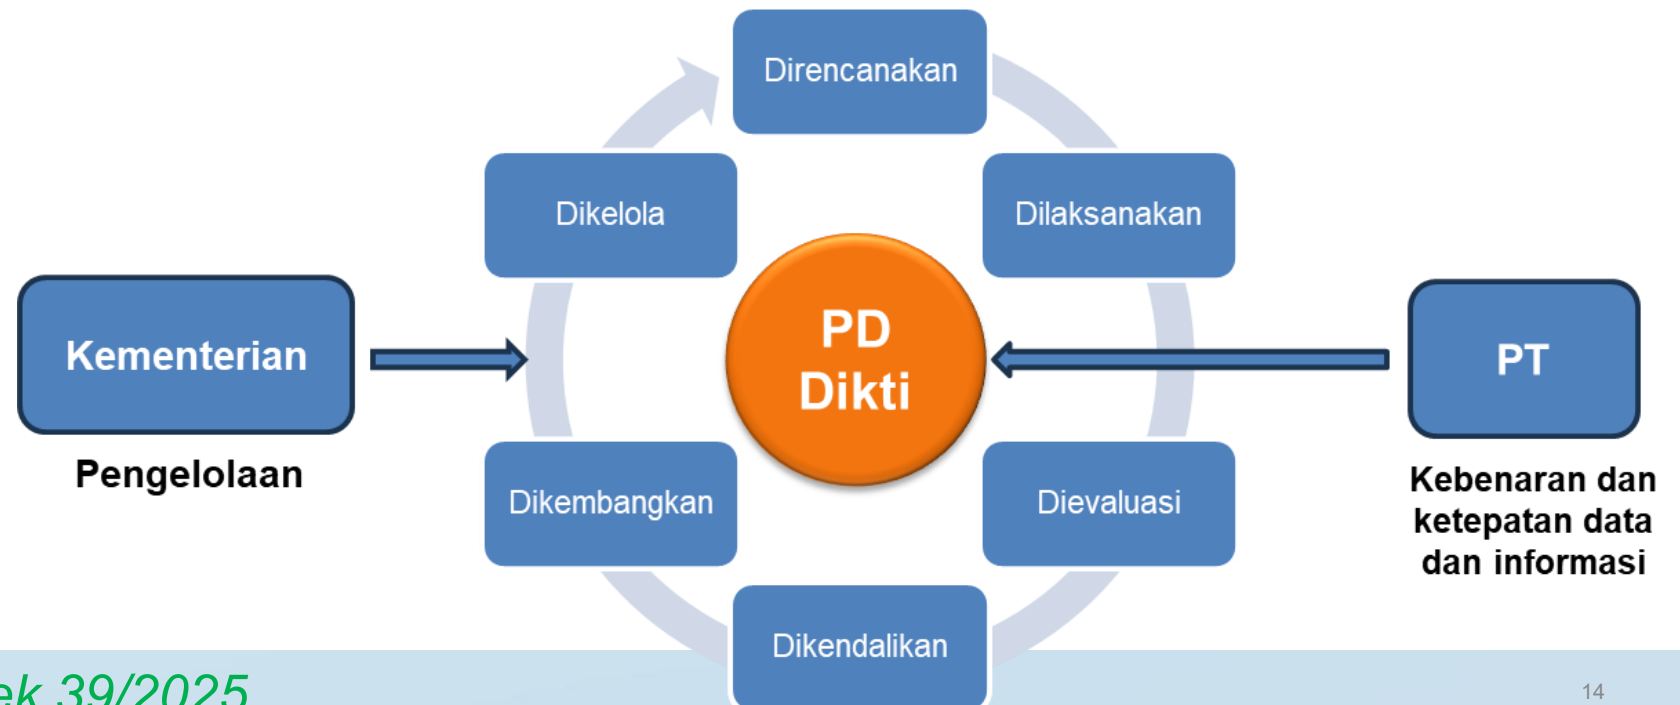 Direncanakan
Dikelola
Dilaksanakan
PD
Dikti
Kementerian
PT
Pengelolaan
Kebenaran dan
ketepatan data
dan informasi
Dikembangkan
Dievaluasi
Dikendalikan
39/2025
14